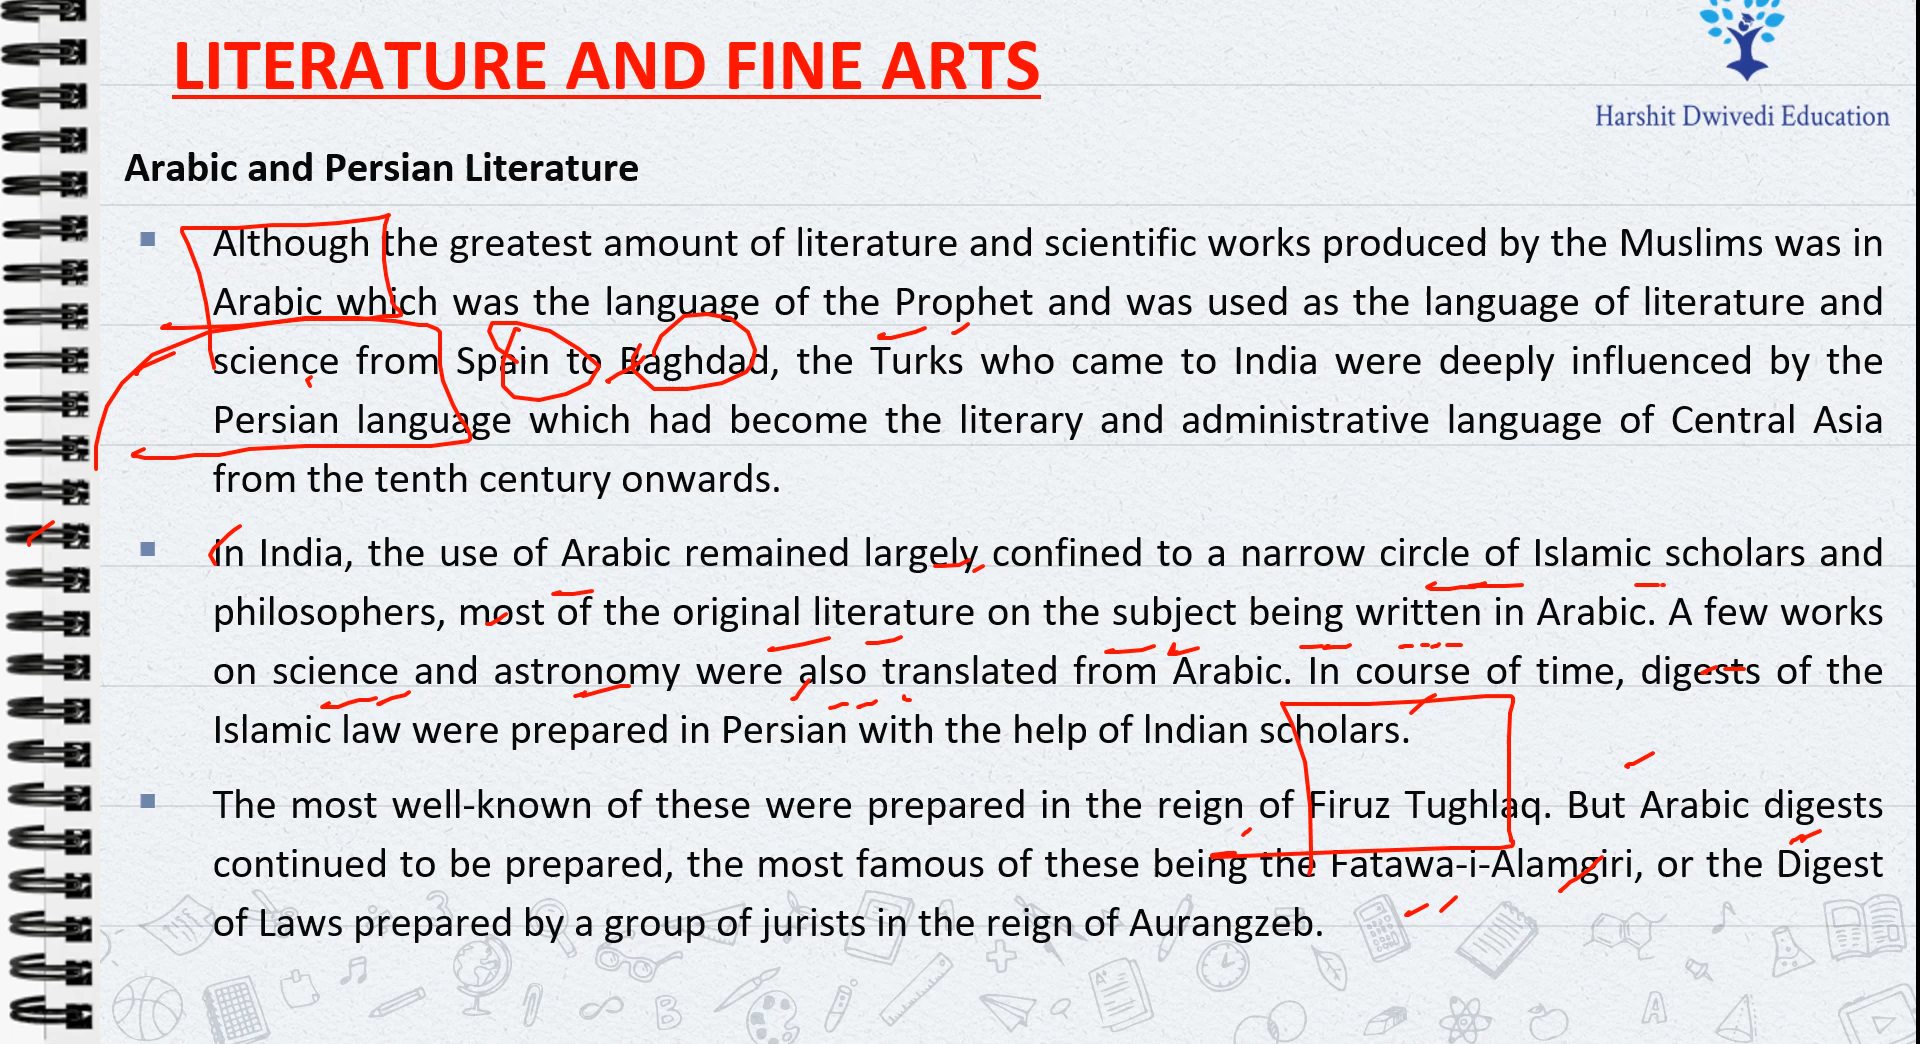 LITERATURE AND FINE ARTS
Harshit Dwivedi Education
Arabic and Persian Literature
Although the greatest amount of literature and scientific works produced by the Muslims was in
Arabic which was the language of the Prophet and was used as the language of literature and
science from Spain to Baghdad, the Turks who came to India were deeply influenced by the
Persian language which had become the literary and administrative language of Central Asia
from the tenth century onwards.
In India, the use of Arabic remained largely confined to a narrow circle of Islamic scholars and
philosophers, most of the original literature on the subject being written in Arabic. A few works
on science and astronomy were also translated from Arabic. In course of time, digests of the
Islamic law were prepared in Persian with the help of lndian scholars.
The most well-known of these were prepared in the reign of Firuz Tughlaq. But Arabic digests
continued to be prepared, the most famous of these being the Fatawa-i-Alamgiri, or the Digest
of Laws prepared by a group of jurists in the reign of Aurangzeb.